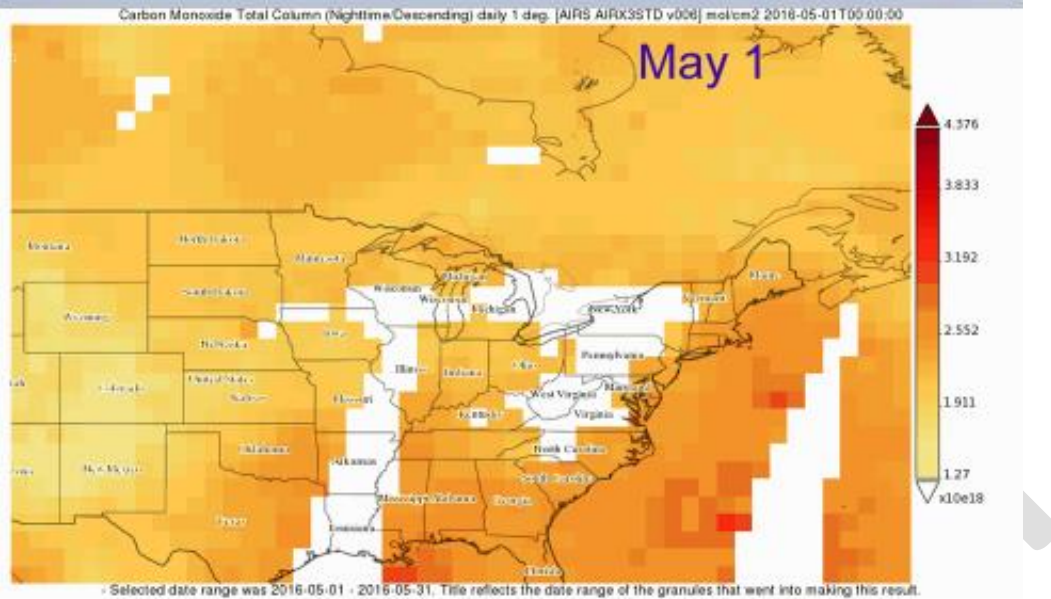 Carbon Monoxide Total Column (Nighttime/Descending) daily 1 deg. [AIRS AIRX3STD v006] mol/cm2 2016-05-01T00:00:00
May 1
4.376
3.833
3.192
2.552
1.911
1.27
x10e18
Montana
North Dakota
Minnesota
Michigan
Maine
Wisconsin
Wisconsin
Michigan
New York
Vermont
South Dakota
Wyoming
Iowa
Nebraska
Pennsylvania
Illinois
Indiana
Ohio
United States
Colorado
Kansas
Missouri
West Virginia
Maryland
Kentucky
Virginia
Oklahoma
North Carolina
Arkansas
New Mexico
South Carolina
Mississippi
Alabama
Georgia
Texas
Louisiana
Florida
- Selected date range was 2016-05-01 - 2016-05-31. Title reflects the date range of the granules that went into making this result.